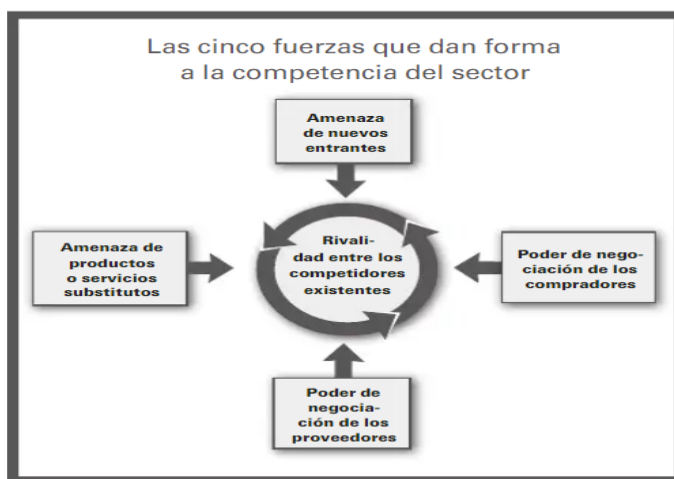 Las cinco fuerzas que dan forma
a la competencia del sector
Amenaza
de nuevos
entrantes
Amenaza de
productos
o servicios
substitutos
Rivali-
dad entre los
competidores
existentes
Poder de nego-
ciación de los
compradores
Poder de
negocia-
ción de los
proveedores